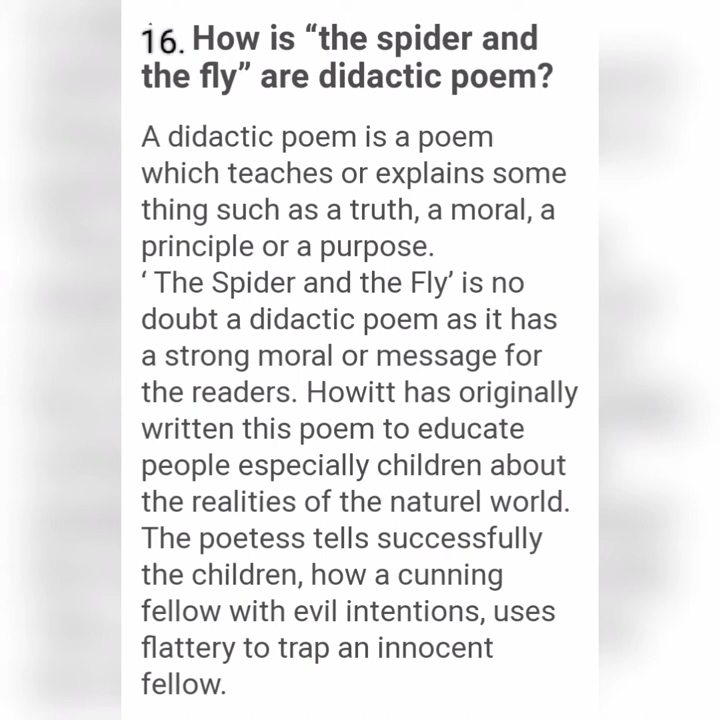 16. How is “the spider and
the fly” are didactic poem?
A didactic poem is a poem
which teaches or explains some
thing such as a truth, a moral, a
principle or a purpose.
‘ The Spider and the Fly’ is no
doubt a didactic poem as it has
a strong moral or message for
the readers. Howitt has originally
written this poem to educate
people especially children about
the realities of the naturel world.
The poetess tells successfully
the children, how a cunning
fellow with evil intentions, uses
flattery to trap an innocent
fellow.